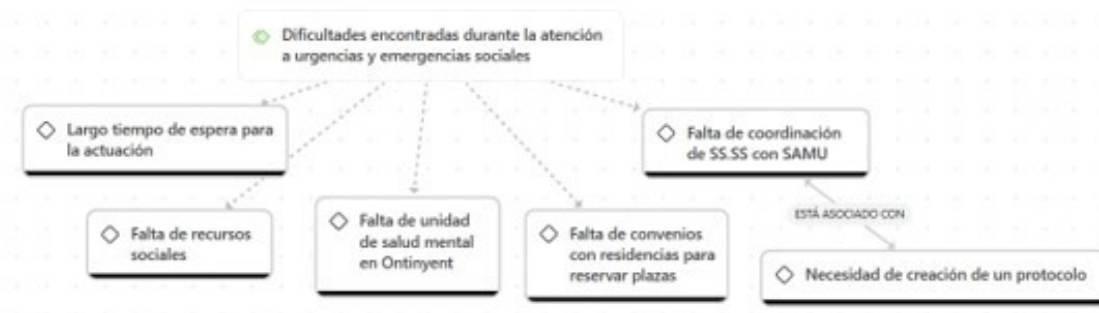 Dificultades encontradas durante la atención
a urgencias y emergencias sociales
Largo tiempo de espera para
la actuación
Falta de coordinación
de SS.SS con SAMU
Falta de recursos
sociales
Falta de unidad
de salud mental
en Ontinyent
Falta de convenios
con residencias para
reservar plazas
ESTÁ ASOCIADO CON
Necesidad de creación de un protocolo